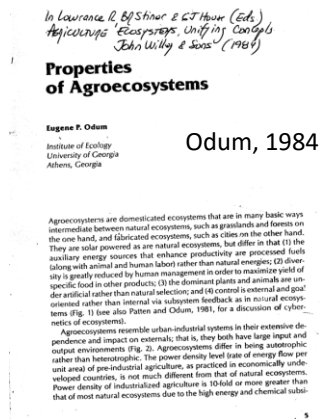 In Lowrance R, BR Stiner & GJ House (Eds)
Agricultural Ecosystems, Unifying Concepts
John Wiley & Sons (1984)
Properties
of Agroecosystems
Eugene P. Odum
Institute of Ecology
University of Georgia
Athens, Georgia
Odum, 1984
Agroecosystems are domesticated ecosystems that are in many basic ways
intermediate between natural ecosystems, such as grasslands and forests on
the one hand, and fabricated ecosystems, such as cities on the other hand.
They are solar powered as are natural ecosystems, but differ in that (1) the
auxiliary energy sources that enhance productivity are processed fuels
(along with animal and human labor) rather than natural energies; (2) diver-
sity is greatly reduced by human management in order to maximize yield of
specific food in other products; (3) the dominant plants and animals are un-
der artificial rather than natural selection; and (4) control is external and goal
oriented rather than internal via subsystem feedback as in natural ecosys-
tems (Fig. 1) (see also Patten and Odum, 1981, for a discussion of cyber-
netics of ecosystems).
Agroecosystems resemble urban-industrial systems in their extensive de-
pendence and impact on externals; that is, they both have large input and
output environments (Fig. 2). Agroecosystems differ in being autotrophic
rather than heterotrophic. The power density level (rate of energy flow per
unit area) of pre-industrial agriculture, as practiced in economically unde-
veloped countries, is not much different from that of natural ecosystems.
Power density of industrialized agriculture is 10-fold or more greater than
that of most natural ecosystems due to the high energy and chemical subsi-
5